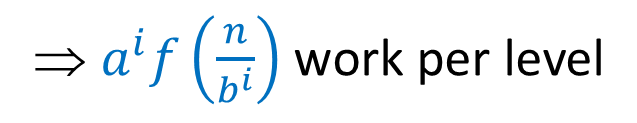 ⟹ aⁱ f (n/bⁱ) work per level